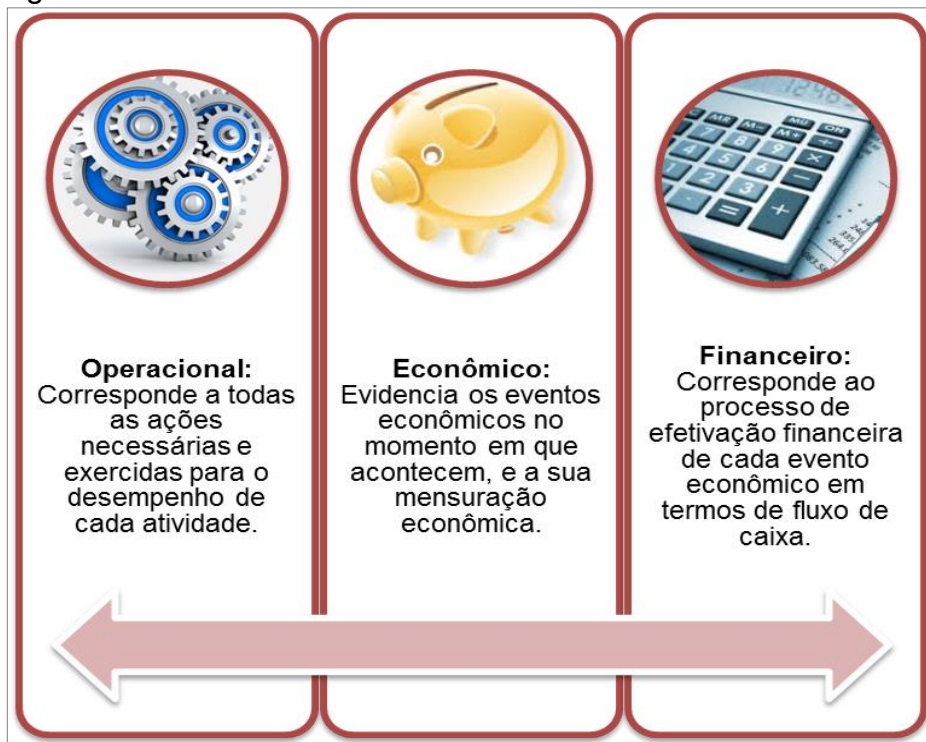 Operacional:
Corresponde a todas
as ações
necessárias e
exercidas para o
desempenho de
cada atividade.
Econômico:
Evidencia os eventos
econômicos no
momento em que
acontecem, e a sua
mensuração
econômica.
Financeiro:
Corresponde ao
processo de
efetivação financeira
de cada evento
econômico em
termos de fluxo de
caixa.